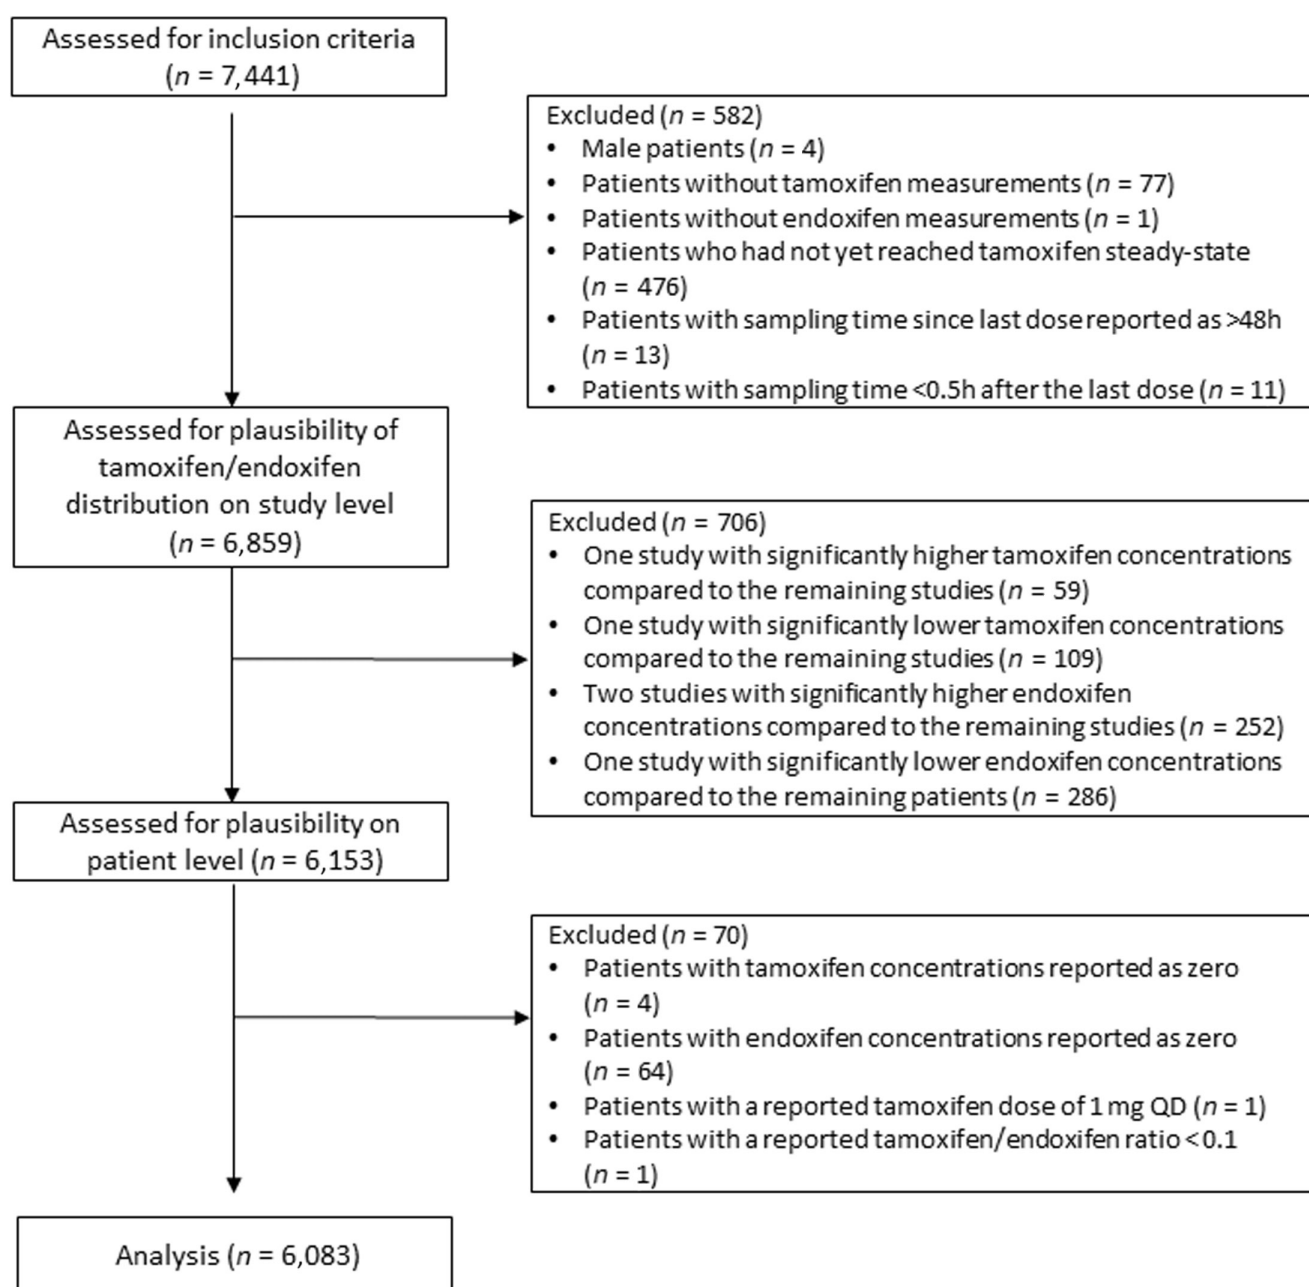 Assessed for inclusion criteria
(n = 7,441)
Excluded (n = 582)
• Male patients (n = 4)
• Patients without tamoxifen measurements (n = 77)
• Patients without endoxifen measurements (n = 1)
• Patients who had not yet reached tamoxifen steady-state
(n = 476)
• Patients with sampling time since last dose reported as >48h
(n = 13)
• Patients with sampling time <0.5h after the last dose (n = 11)
Assessed for plausibility of
tamoxifen/endoxifen
distribution on study level
(n = 6,859)
Excluded (n = 706)
• One study with significantly higher tamoxifen concentrations
compared to the remaining studies (n = 59)
• One study with significantly lower tamoxifen concentrations
compared to the remaining studies (n = 109)
• Two studies with significantly higher endoxifen
concentrations compared to the remaining studies (n = 252)
• One study with significantly lower endoxifen concentrations
compared to the remaining patients (n = 286)
Assessed for plausibility on
patient level (n = 6,153)
Excluded (n = 70)
• Patients with tamoxifen concentrations reported as zero
(n = 4)
• Patients with endoxifen concentrations reported as zero
(n = 64)
• Patients with a reported tamoxifen dose of 1 mg QD (n = 1)
• Patients with a reported tamoxifen/endoxifen ratio <0.1
(n = 1)
Analysis (n = 6,083)